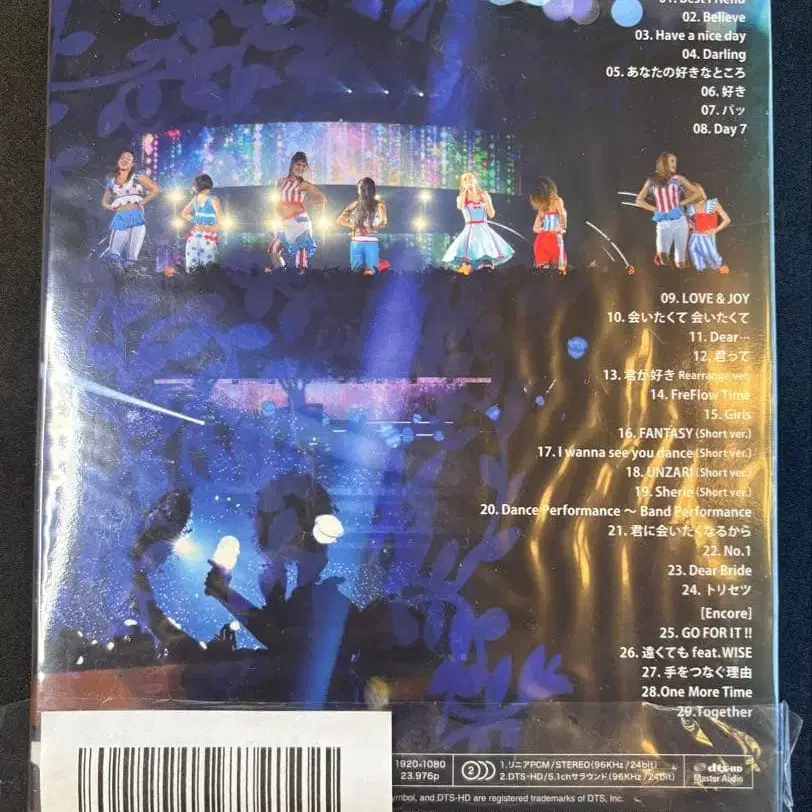 01. Best Friend
02. Believe
03. Have a nice day
04. Darling
05. あなたの好きなところ
06. 好き
07. パッ
08. Day 7
09. LOVE & JOY
10. 会いたくて 会いたくて
11. Dear…
12. 君って
13. 君が好き Rearrange ver.
14. FreFlow Time
15. Girls
16. FANTASY (Short ver.)
17. I wanna see you dance (Short ver.)
18. UNZARI (Short ver.)
19. Sherie (Short ver.)
20. Dance Performance ～ Band Performance
21. 君に会いたくなるから
22. No.1
23. Dear Bride
24. トリセツ
[Encore]
25. GO FOR IT !!
26. 遠くても feat. WISE
27. 手をつなぐ理由
28.One More Time
29.Together
1920×1080
23.976p
2 1.リニアPCM / STEREO (96KHz / 24bit)
2.DTS-HD / 5.1chサラウンド (96KHz / 24bit)
dts-HD
Master Audio
ymbol, and DTS-HD are registered trademarks of DTS, Inc.